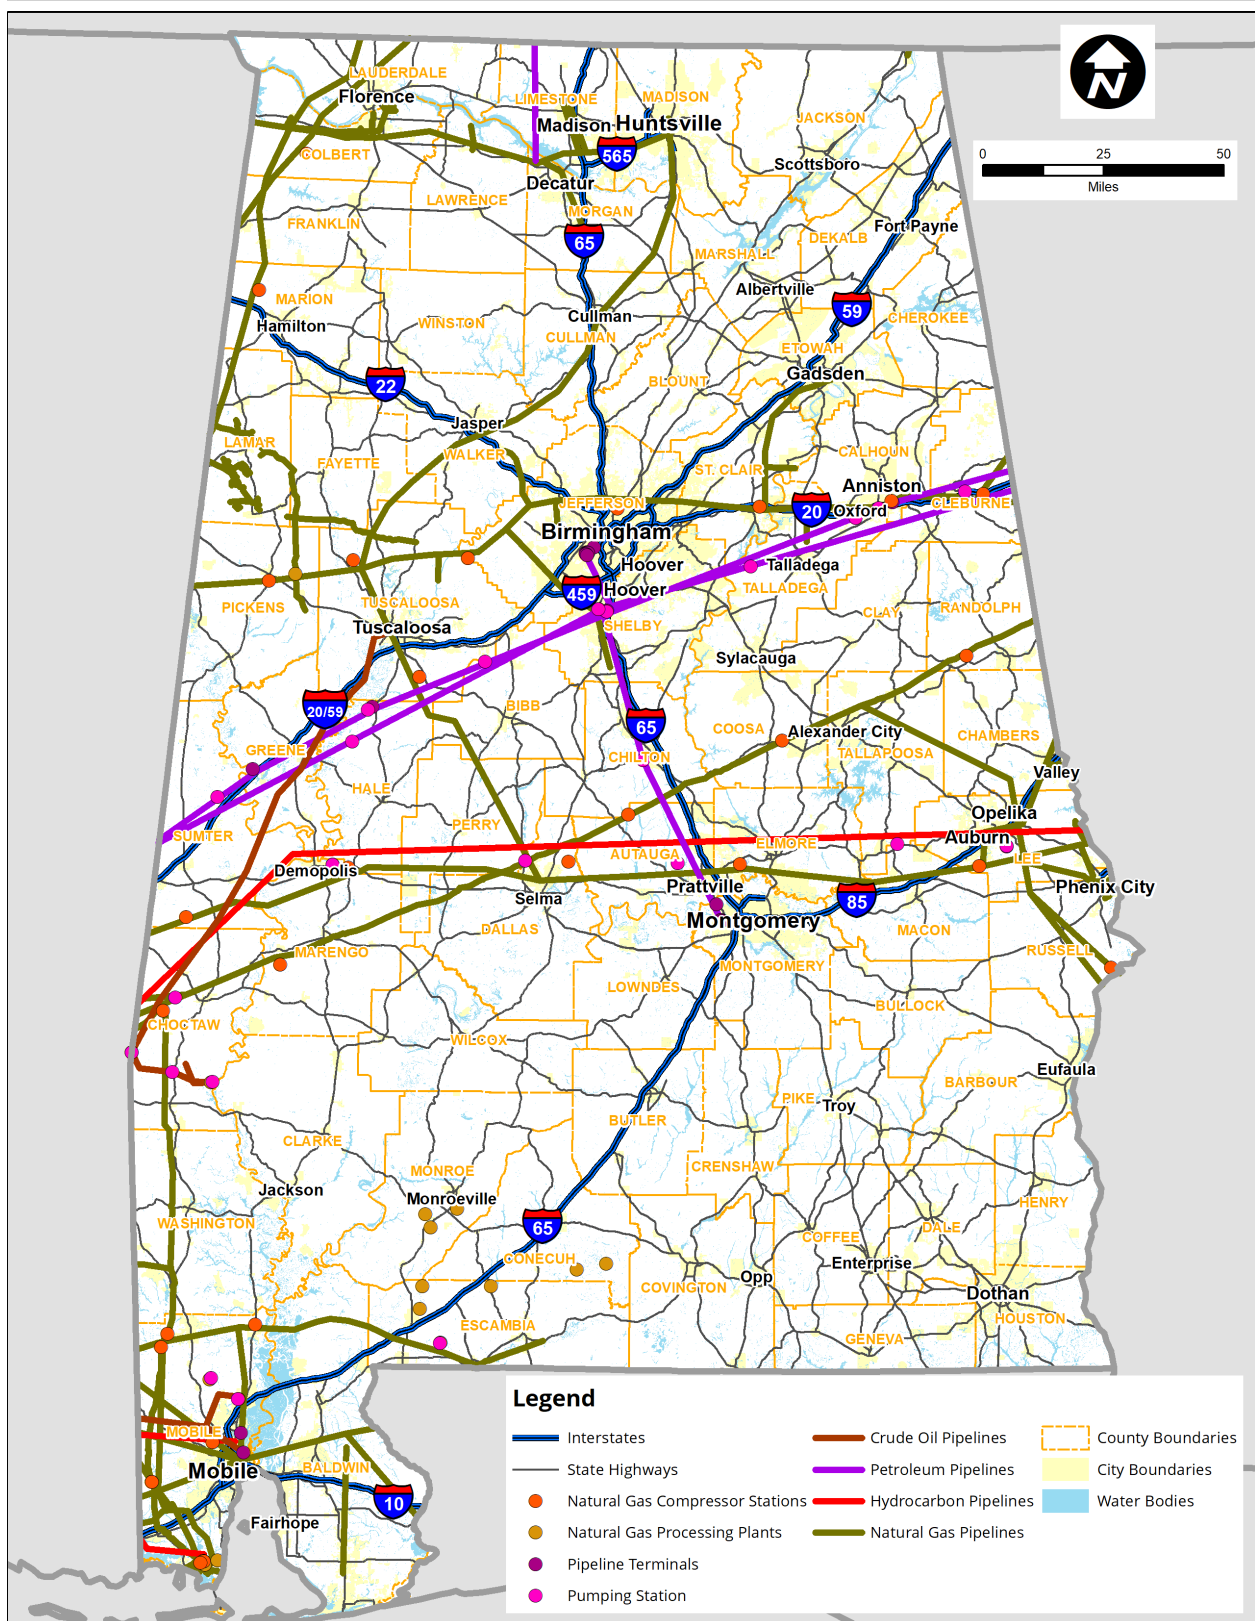 N
0 25 50
Miles
LAUDERDALE
Florence
LIMESTONE
MADISON
Madison
Huntsville
JACKSON
565
COLBERT
Scottsboro
Decatur
LAWRENCE
MORGAN
FRANKLIN
Fort Payne
DEKALB
65
MARSHALL
Albertville
MARION
59
Hamilton
Cullman
CHEROKEE
WINSTON
CULLMAN
ETOWAH
Gadsden
22
BLOUNT
Jasper
LAMAR
WALKER
CALHOUN
FAYETTE
ST. CLAIR
Anniston
JEFFERSON
CLEBURNE
20
Oxford
Birmingham
Hoover
Talladega
459
Hoover
TALLADEGA
PICKENS
TUSCALOOSA
CLAY
RANDOLPH
Tuscaloosa
SHELBY
Sylacauga
20/59
BIBB
65
COOSA
Alexander City
CHAMBERS
GREENE
CHILTON
TALLAPOOSA
Valley
HALE
Opelika
SUMTER
PERRY
Auburn
ELMORE
AUTAUGA
LEE
Demopolis
Prattville
Phenix City
Selma
85
Montgomery
DALLAS
MACON
MARENGO
RUSSELL
MONTGOMERY
LOWNDES
BULLOCK
CHOCTAW
WILCOX
Eufaula
BARBOUR
PIKE
Troy
BUTLER
CLARKE
CRENSHAW
MONROE
Jackson
Monroeville
HENRY
WASHINGTON
65
DALE
COFFEE
CONECUH
Enterprise
Opp
COVINGTON
Dothan
HOUSTON
ESCAMBIA
GENEVA
MOBILE
Mobile
BALDWIN
10
Fairhope
Legend
Interstates
State Highways
Natural Gas Compressor Stations
Natural Gas Processing Plants
Pipeline Terminals
Pumping Station
Crude Oil Pipelines
Petroleum Pipelines
Hydrocarbon Pipelines
Natural Gas Pipelines
County Boundaries
City Boundaries
Water Bodies